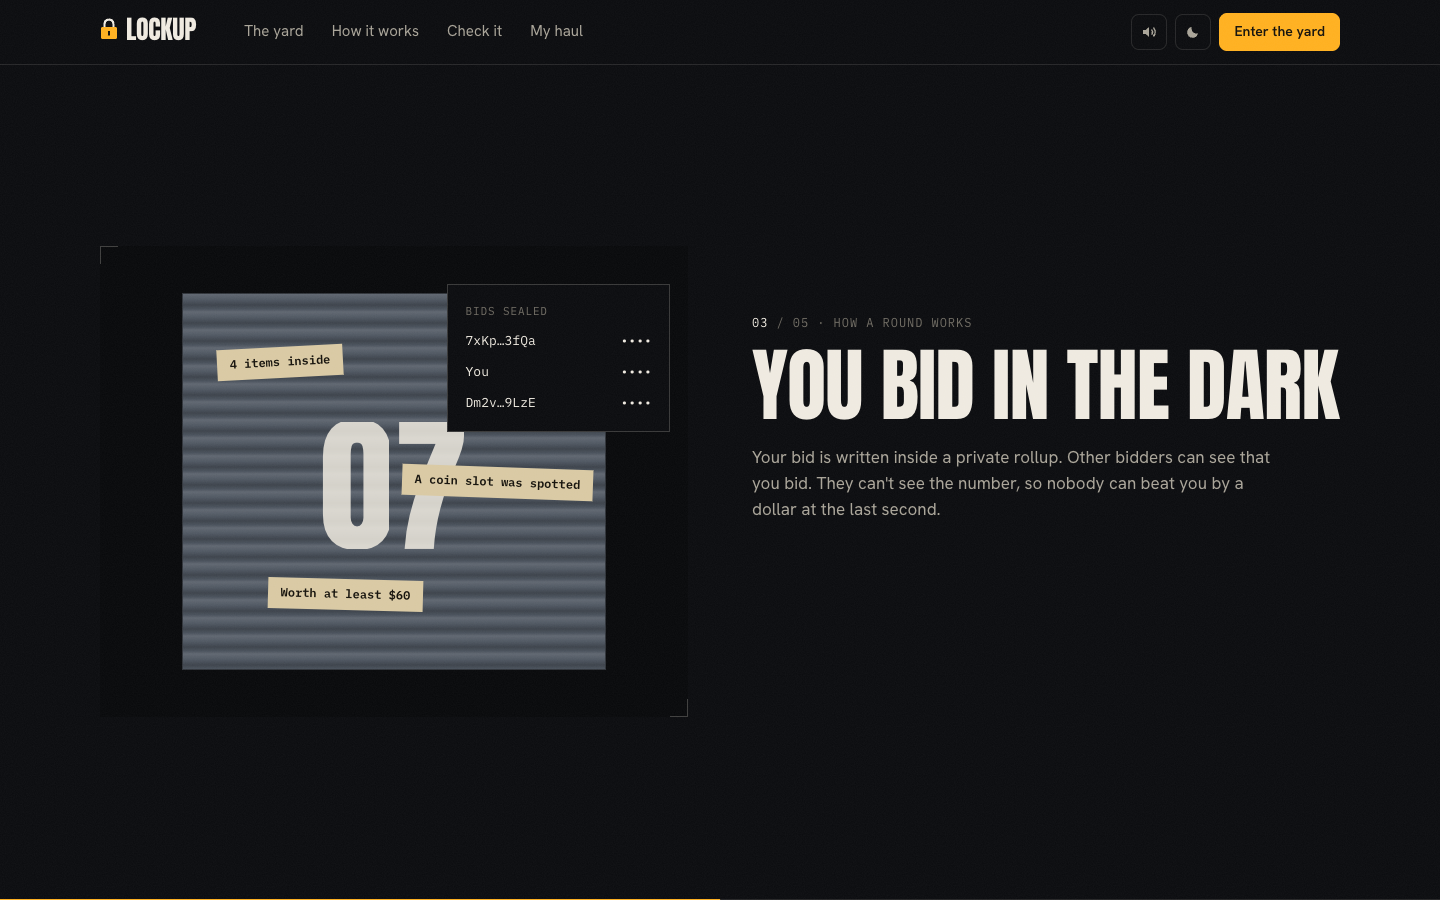 LOCKUP
The yard
How it works
Check it
My haul
Enter the yard
BIDS SEALED
7xKp…3fQa ••••
You ••••
Dm2v…9LzE ••••
4 items inside
07
A coin slot was spotted
Worth at least $60
03 / 05 · HOW A ROUND WORKS
YOU BID IN THE DARK
Your bid is written inside a private rollup. Other bidders can see that
you bid. They can't see the number, so nobody can beat you by a
dollar at the last second.